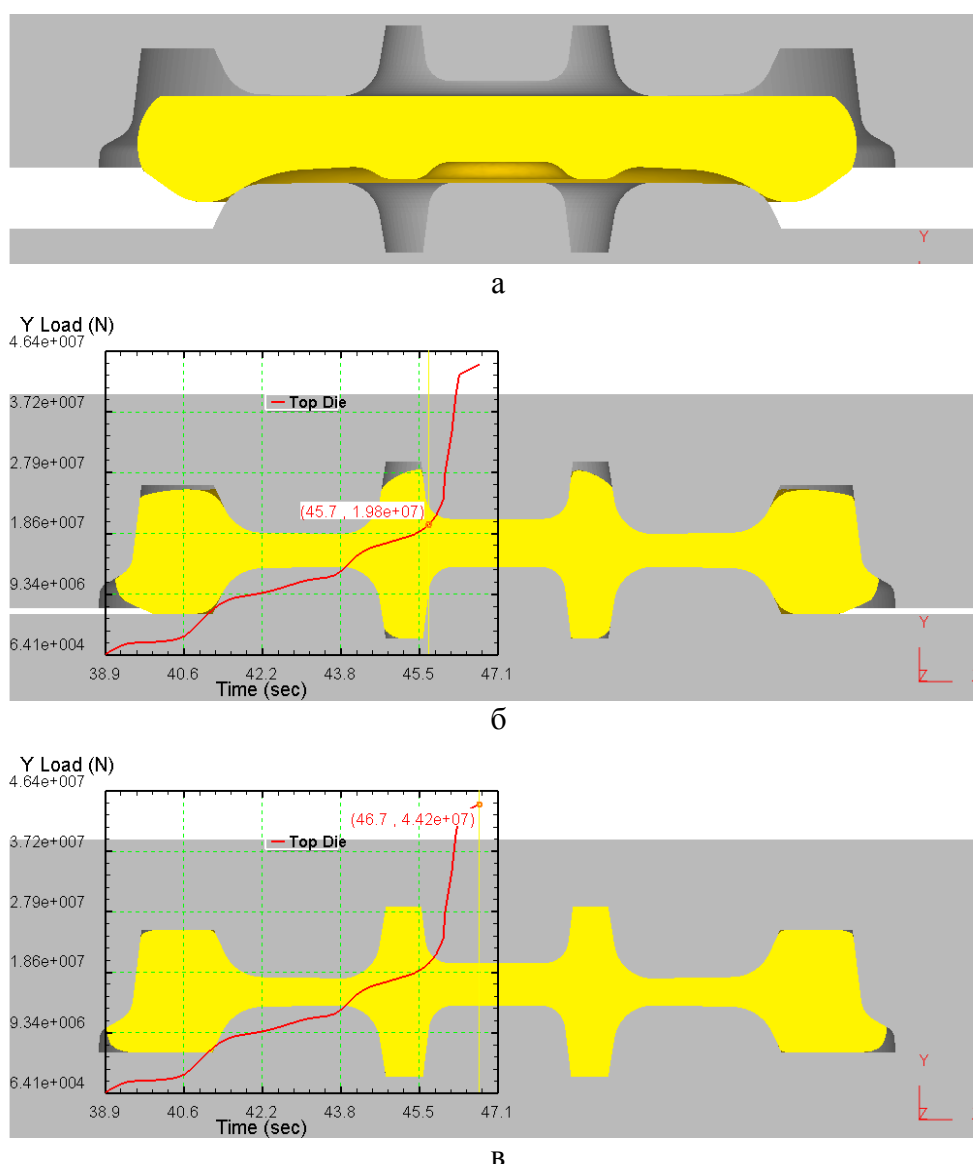 Y
а
Y Load (N)
4.64e+007
3.72e+007
Top Die
2.79e+007
(45.7 , 1.98e+07)
1.86e+007
9.34e+006
6.41e+004
38.9 40.6 42.2 43.8 45.5 47.1
Time (sec)
Y
Z
б
Y Load (N)
4.64e+007
(46.7 , 4.42e+07)
3.72e+007
Top Die
2.79e+007
1.86e+007
9.34e+006
6.41e+004
38.9 40.6 42.2 43.8 45.5 47.1
Time (sec)
Y
Z
в